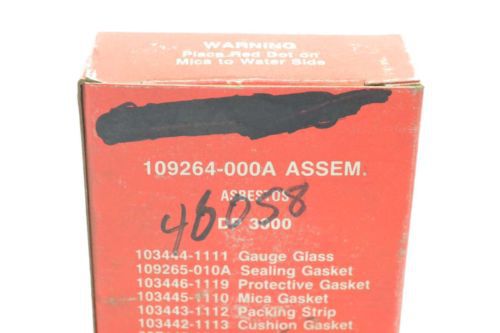 WARNING
Place Red Dot on
Mica to Water Side
109264-000A ASSEM.
ASBESTOS
46058
DP 3000
103444-1111 Gauge Glass
109265-010A Sealing Gasket
103446-1119 Protective Gasket
103445-1110 Mica Gasket
103443-1112 Packing Strip
103442-1113 Cushion Gasket